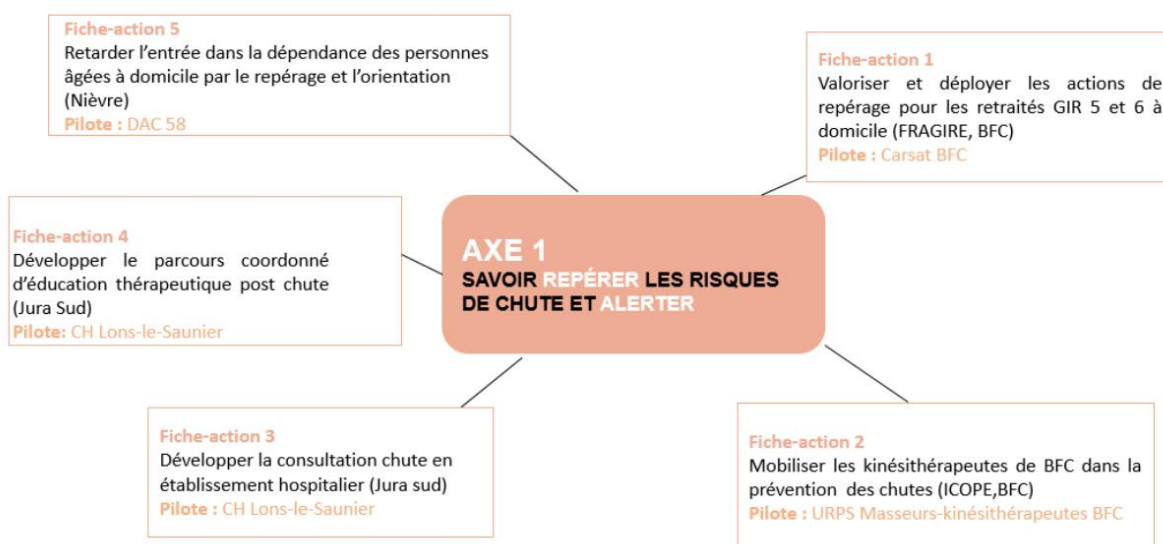 Fiche-action 5
Retarder l’entrée dans la dépendance des personnes
âgées à domicile par le repérage et l’orientation
(Nièvre)
Pilote : DAC 58
Fiche-action 1
Valoriser et déployer les actions de
repérage pour les retraités GIR 5 et 6 à
domicile (FRAGIRE, BFC)
Pilote : Carsat BFC
Fiche-action 4
Développer le parcours coordonné
d’éducation thérapeutique post chute
(Jura Sud)
Pilote: CH Lons-le-Saunier
AXE 1
SAVOIR REPÉRER LES RISQUES
DE CHUTE ET ALERTER
Fiche-action 3
Développer la consultation chute en
établissement hospitalier (Jura sud)
Pilote : CH Lons-le-Saunier
Fiche-action 2
Mobiliser les kinésithérapeutes de BFC dans la
prévention des chutes (ICOPE,BFC)
Pilote : URPS Masseurs-kinésithérapeutes BFC